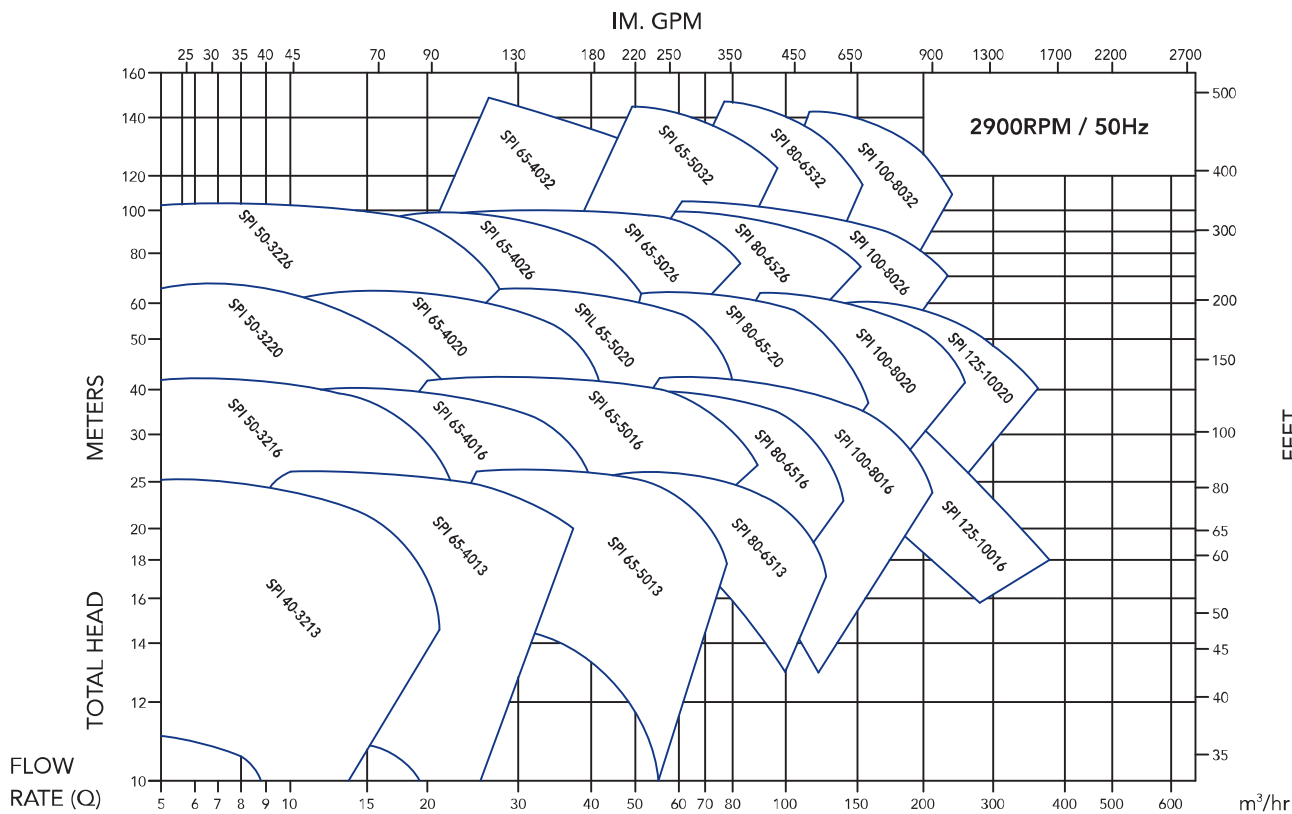 IM. GPM
25 30 35 40 45 70 90 130 180 220 250 350 450 650 900 1300 1700 2200 2700
160
500
2900RPM / 50Hz
140
SPI 65-4032
SPI 65-5032
SPI 80-6532
SPI 100-8032
120
400
100
SPI 50-3226
SPI 65-4026
SPI 65-5026
SPI 80-6526
SPI 100-8026
300
80
60
200
SPI 50-3220
SPI 65-4020
SPIL 65-5020
SPI 80-65-20
SPI 100-8020
SPI 125-10020
50
150
40
METERS
FEET
SPI 50-3216
SPI 65-4016
SPI 65-5016
SPI 80-6516
SPI 100-8016
SPI 125-10016
30
100
25
80
20
65
18
60
SPI 40-3213
SPI 65-4013
SPI 65-5013
SPI 80-6513
16
50
14
45
TOTAL HEAD
12
40
35
10
FLOW
RATE (Q)
5 6 7 8 9 10 15 20 30 40 50 60 70 80 100 150 200 300 400 500 600
m³/hr